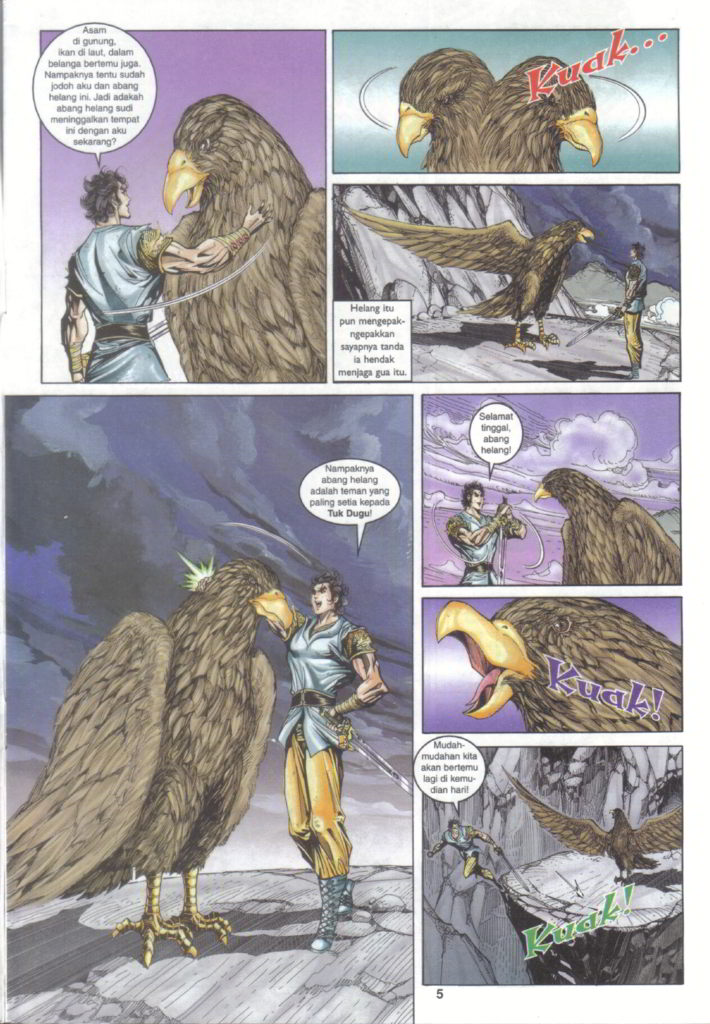 Asam
di gunung,
ikan di laut, dalam
belanga bertemu juga.
Nampaknya tentu sudah
jodoh aku dan abang
helang ini. Jadi adakah
abang helang sudi
meninggalkan tempat
ini dengan aku
sekarang?
Kuak...
Helang itu
pun mengepak-
ngepakkan
sayapnya tanda
ia hendak
menjaga gua itu.
Nampaknya
abang helang
adalah teman yang
paling setia kepada
Tuk Dugu!
Selamat
tinggal,
abang
helang!
Kuak!
Mudah-
mudahan kita
akan bertemu
lagi di kemu-
dian hari!
Kuak!
5